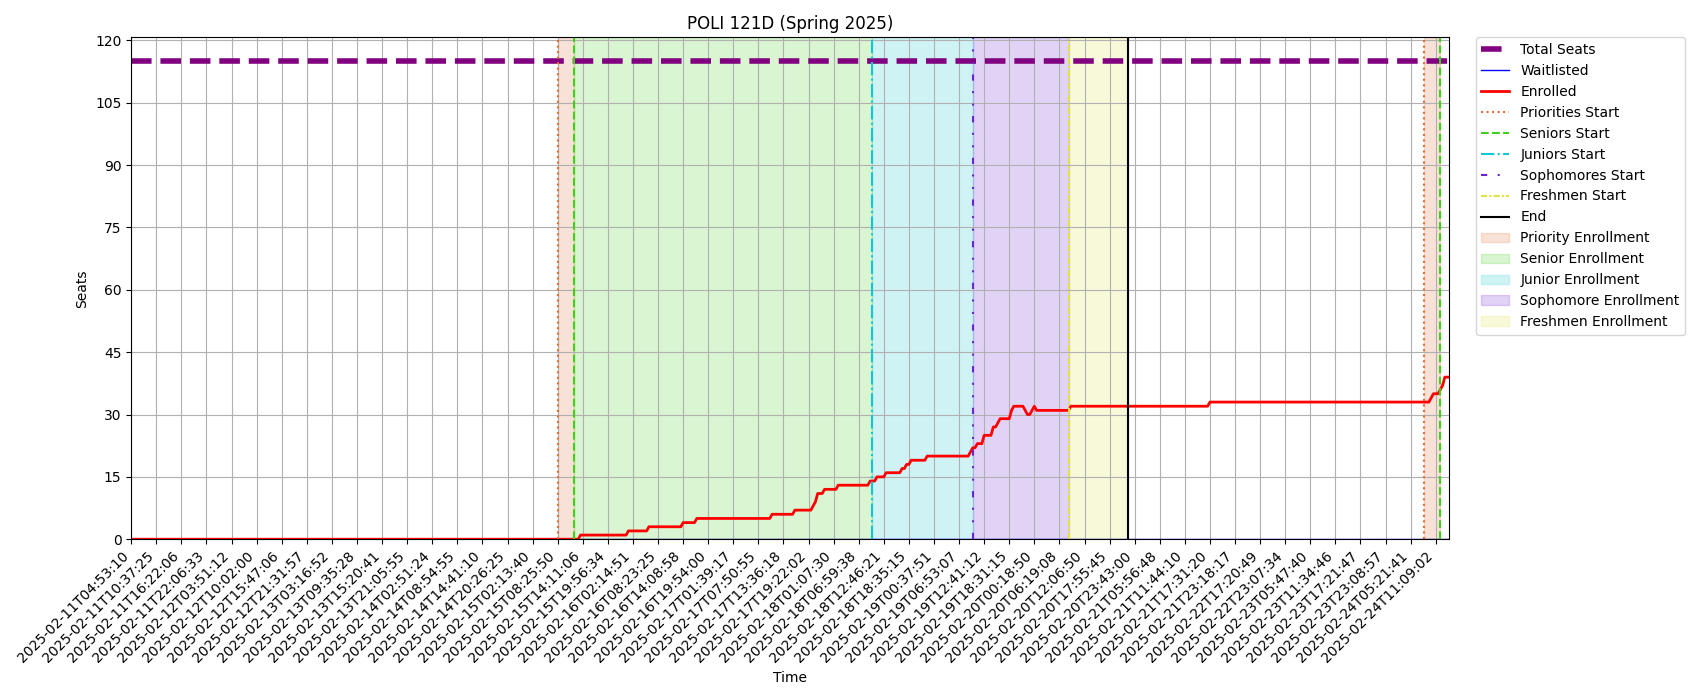 POLI 121D (Spring 2025)
120
105
90
75
60
45
30
15
0
Seats
2025-02-11T04:53:10
2025-02-11T10:37:25
2025-02-11T16:22:06
2025-02-11T22:06:33
2025-02-12T03:51:12
2025-02-12T10:02:00
2025-02-12T15:47:06
2025-02-12T21:31:57
2025-02-13T03:16:52
2025-02-13T09:35:28
2025-02-13T15:20:41
2025-02-13T21:05:55
2025-02-14T02:51:24
2025-02-14T08:54:55
2025-02-14T14:41:10
2025-02-14T20:26:25
2025-02-15T02:13:40
2025-02-15T08:25:50
2025-02-15T14:11:06
2025-02-15T19:56:34
2025-02-16T02:14:51
2025-02-16T08:23:25
2025-02-16T14:08:58
2025-02-16T19:54:00
2025-02-17T01:39:17
2025-02-17T07:50:55
2025-02-17T13:36:18
2025-02-17T19:22:02
2025-02-18T01:07:30
2025-02-18T06:59:38
2025-02-18T12:46:21
2025-02-18T18:35:15
2025-02-19T00:37:51
2025-02-19T06:53:07
2025-02-19T12:41:12
2025-02-19T18:31:15
2025-02-20T00:18:50
2025-02-20T06:19:08
2025-02-20T12:06:50
2025-02-20T17:55:45
2025-02-20T23:43:00
2025-02-21T05:56:48
2025-02-21T11:44:10
2025-02-21T17:31:20
2025-02-21T23:18:17
2025-02-22T17:20:49
2025-02-22T23:07:34
2025-02-23T05:47:40
2025-02-23T11:34:46
2025-02-23T17:21:47
2025-02-23T23:08:57
2025-02-24T05:21:41
2025-02-24T11:09:02
Time
Total Seats
Waitlisted
Enrolled
Priorities Start
Seniors Start
Juniors Start
Sophomores Start
Freshmen Start
End
Priority Enrollment
Senior Enrollment
Junior Enrollment
Sophomore Enrollment
Freshmen Enrollment